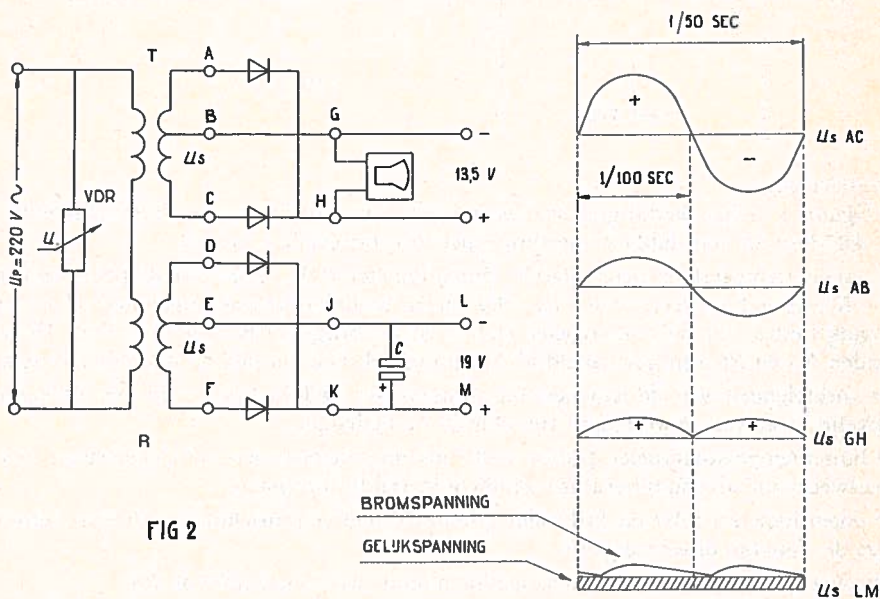 1/50 SEC
T
A
B
Us
C
D
E
Us
F
G
H
J
K
L
M
-
13,5 V
+
-
19 V
+
C
+
Up=220 V ~
VDR
U.
R
FIG 2
+
-
Us AC
1/100 SEC
Us AB
+ +
Us GH
BROMSPANNING
GELIJKSPANNING
Us LM